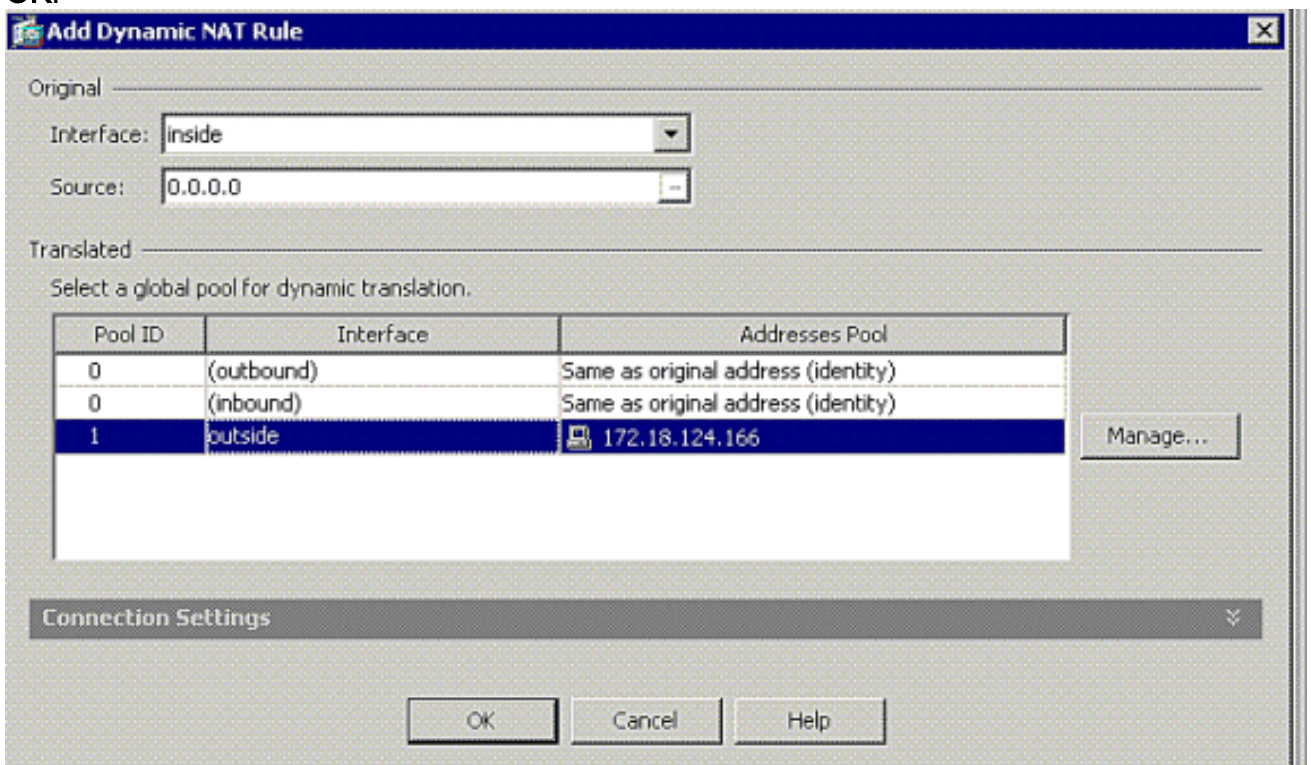 OK.
Add Dynamic NAT Rule
Original
Interface: inside
Source: 0.0.0.0
Translated
Select a global pool for dynamic translation.
Pool ID Interface Addresses Pool
0 (outbound) Same as original address (identity)
0 (inbound) Same as original address (identity)
1 outside 172.18.124.166
Manage...
Connection Settings
OK Cancel Help